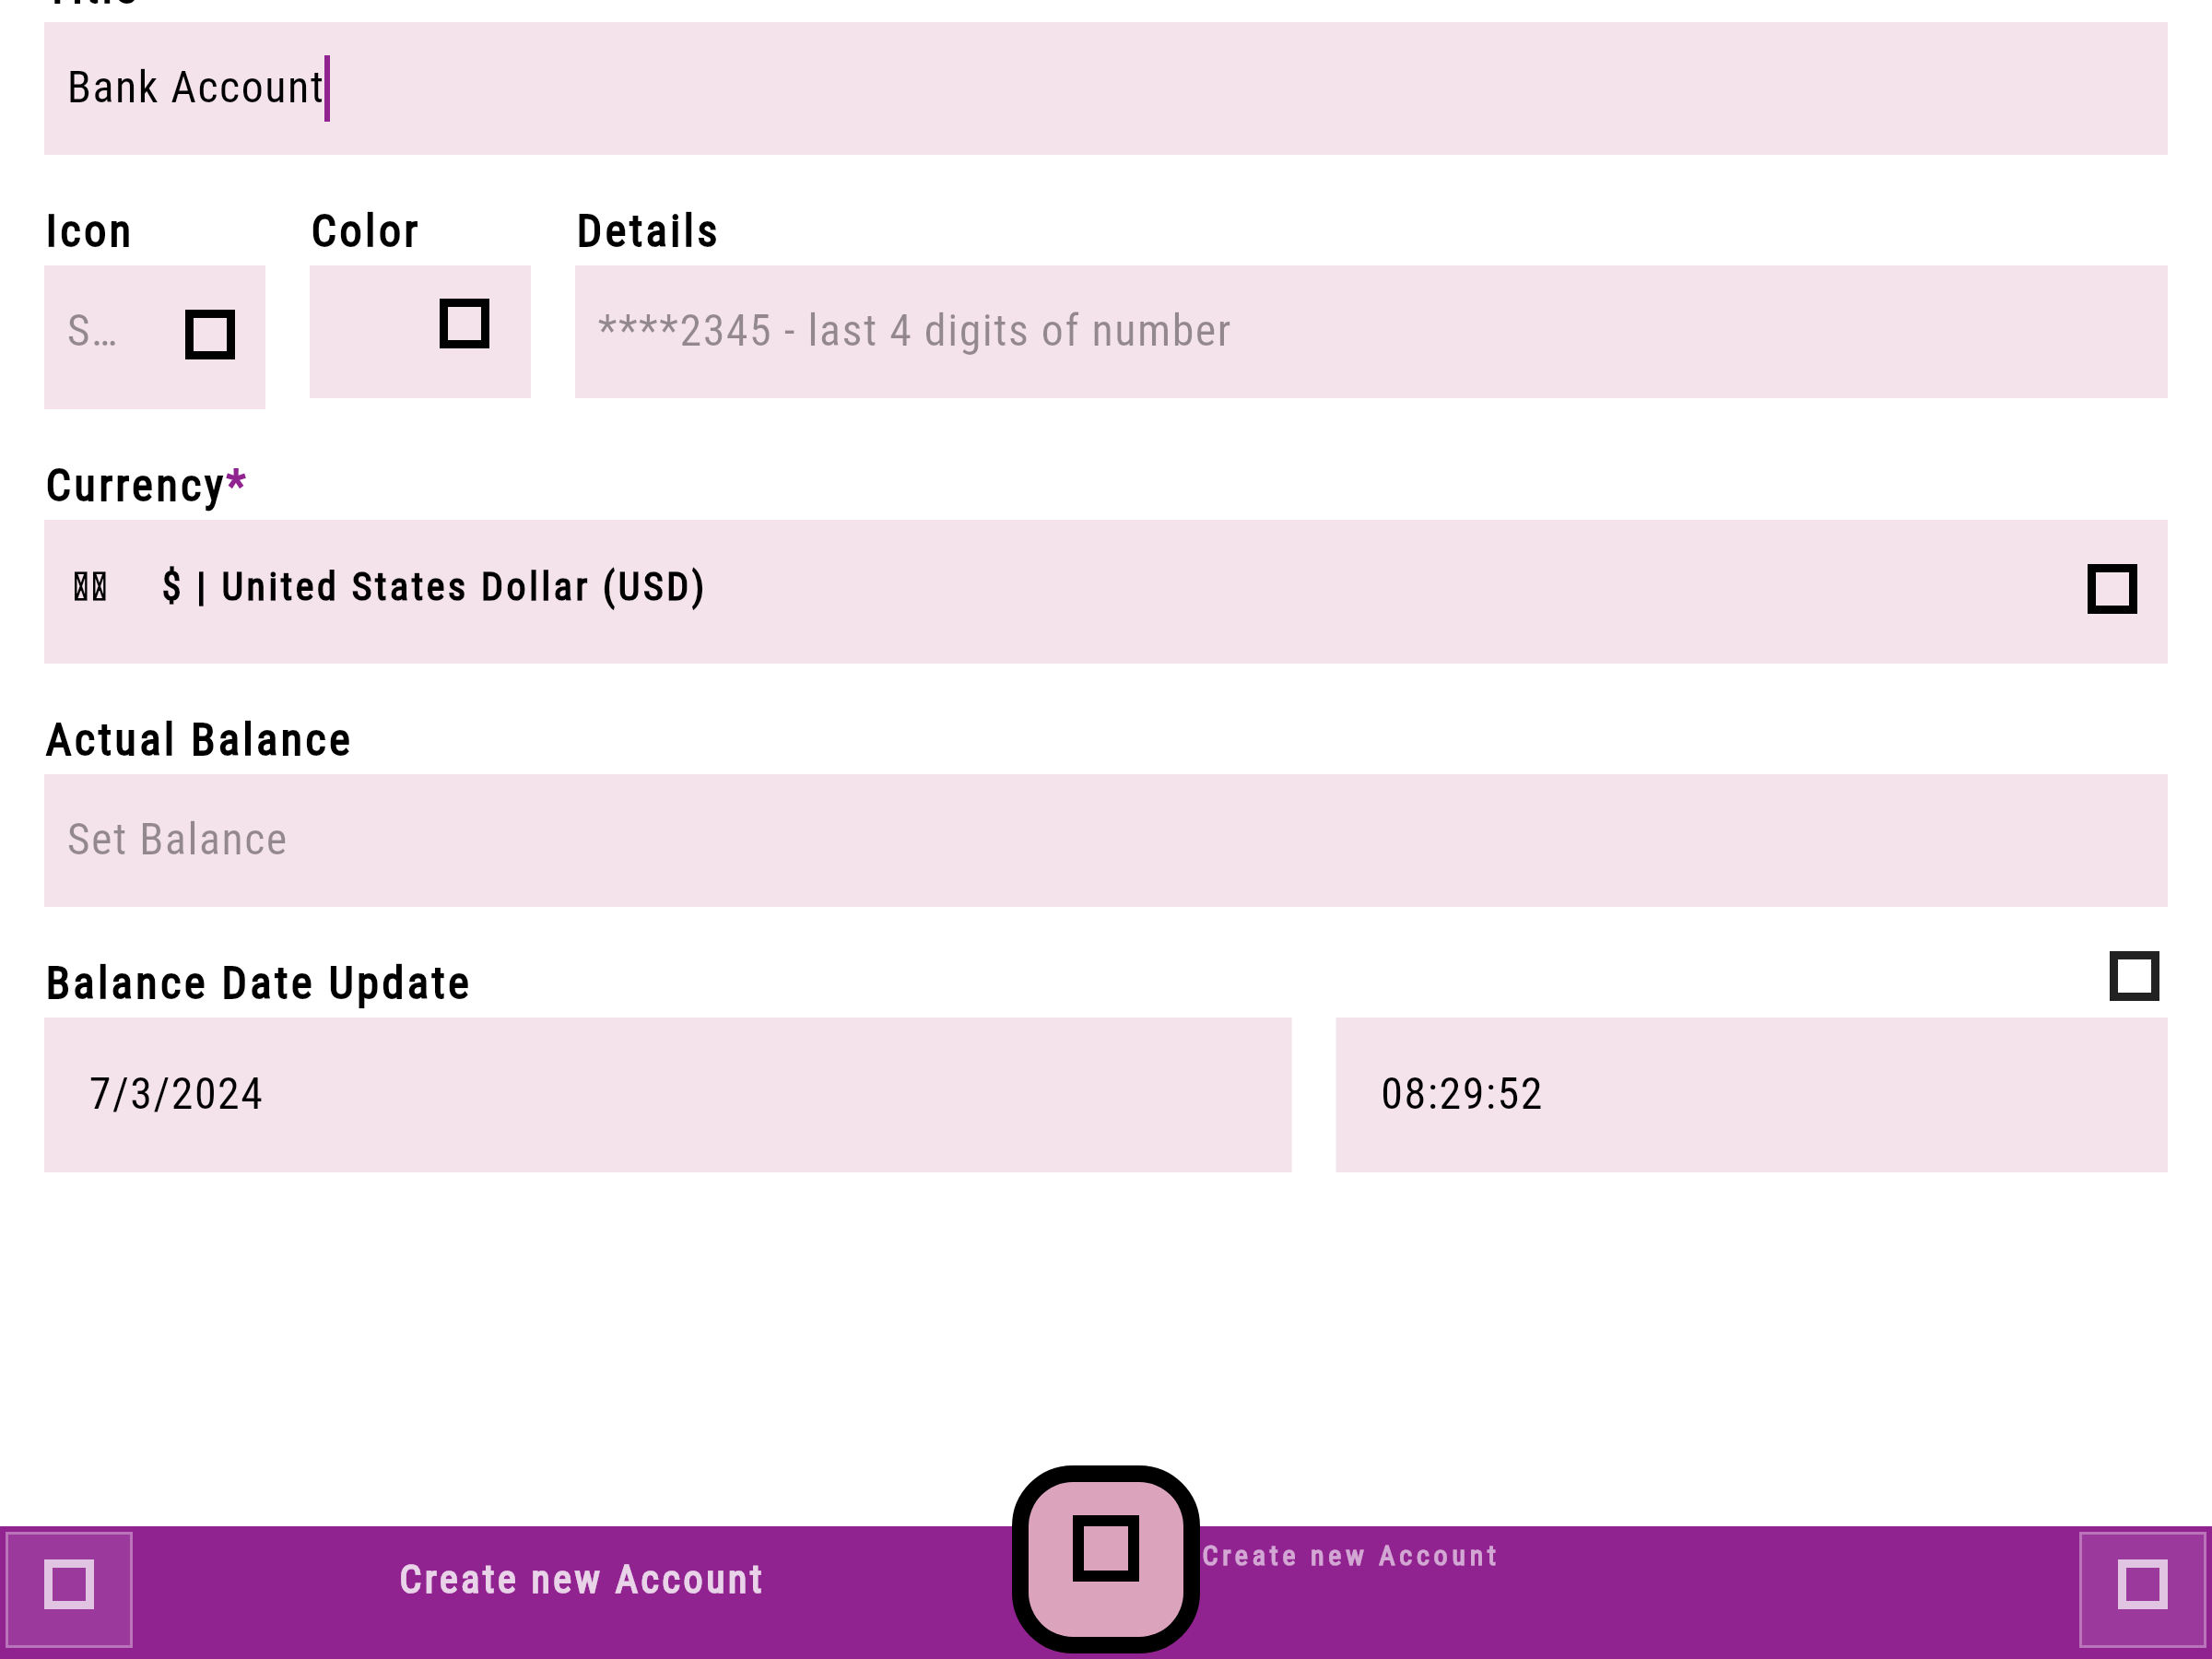 Title
Bank Account
Icon
Color
Details
S...
****2345 - last 4 digits of number
Currency*
$ | United States Dollar (USD)
Actual Balance
Set Balance
Balance Date Update
7/3/2024
08:29:52
Create new Account
Create new Account